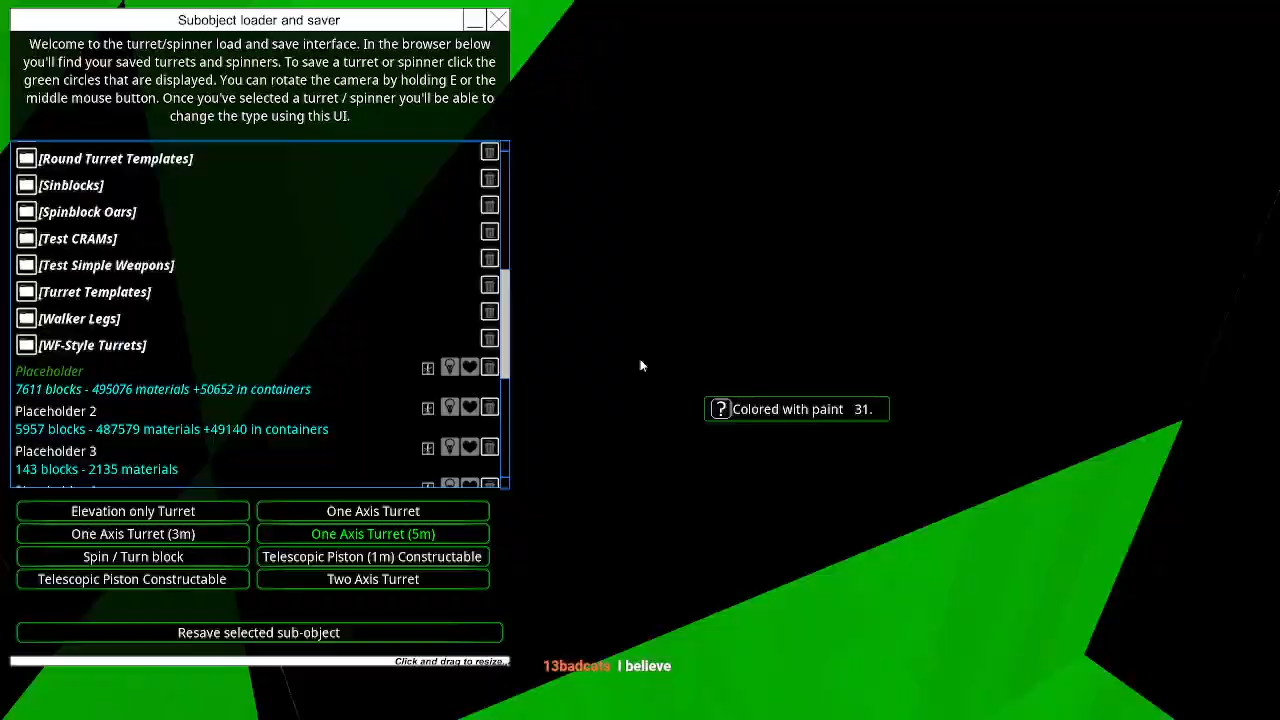 Subobject loader and saver
Welcome to the turret/spinner load and save interface. In the browser below
you'll find your saved turrets and spinners. To save a turret or spinner click the
green circles that are displayed. You can rotate the camera by holding E or the
middle mouse button. Once you've selected a turret / spinner you'll be able to
change the type using this UI.
[Round Turret Templates]
[Sinblocks]
[Spinblock Oars]
[Test CRAMs]
[Test Simple Weapons]
[Turret Templates]
[Walker Legs]
[WF-Style Turrets]
Placeholder
7611 blocks - 495076 materials +50652 in containers
Placeholder 2
5957 blocks - 487579 materials +49140 in containers
Placeholder 3
143 blocks - 2135 materials
Elevation only Turret
One Axis Turret
One Axis Turret (3m)
One Axis Turret (5m)
Spin / Turn block
Telescopic Piston (1m) Constructable
Telescopic Piston Constructable
Two Axis Turret
Resave selected sub-object
Click and drag to resize.
? Colored with paint 31.
13badcats I believe